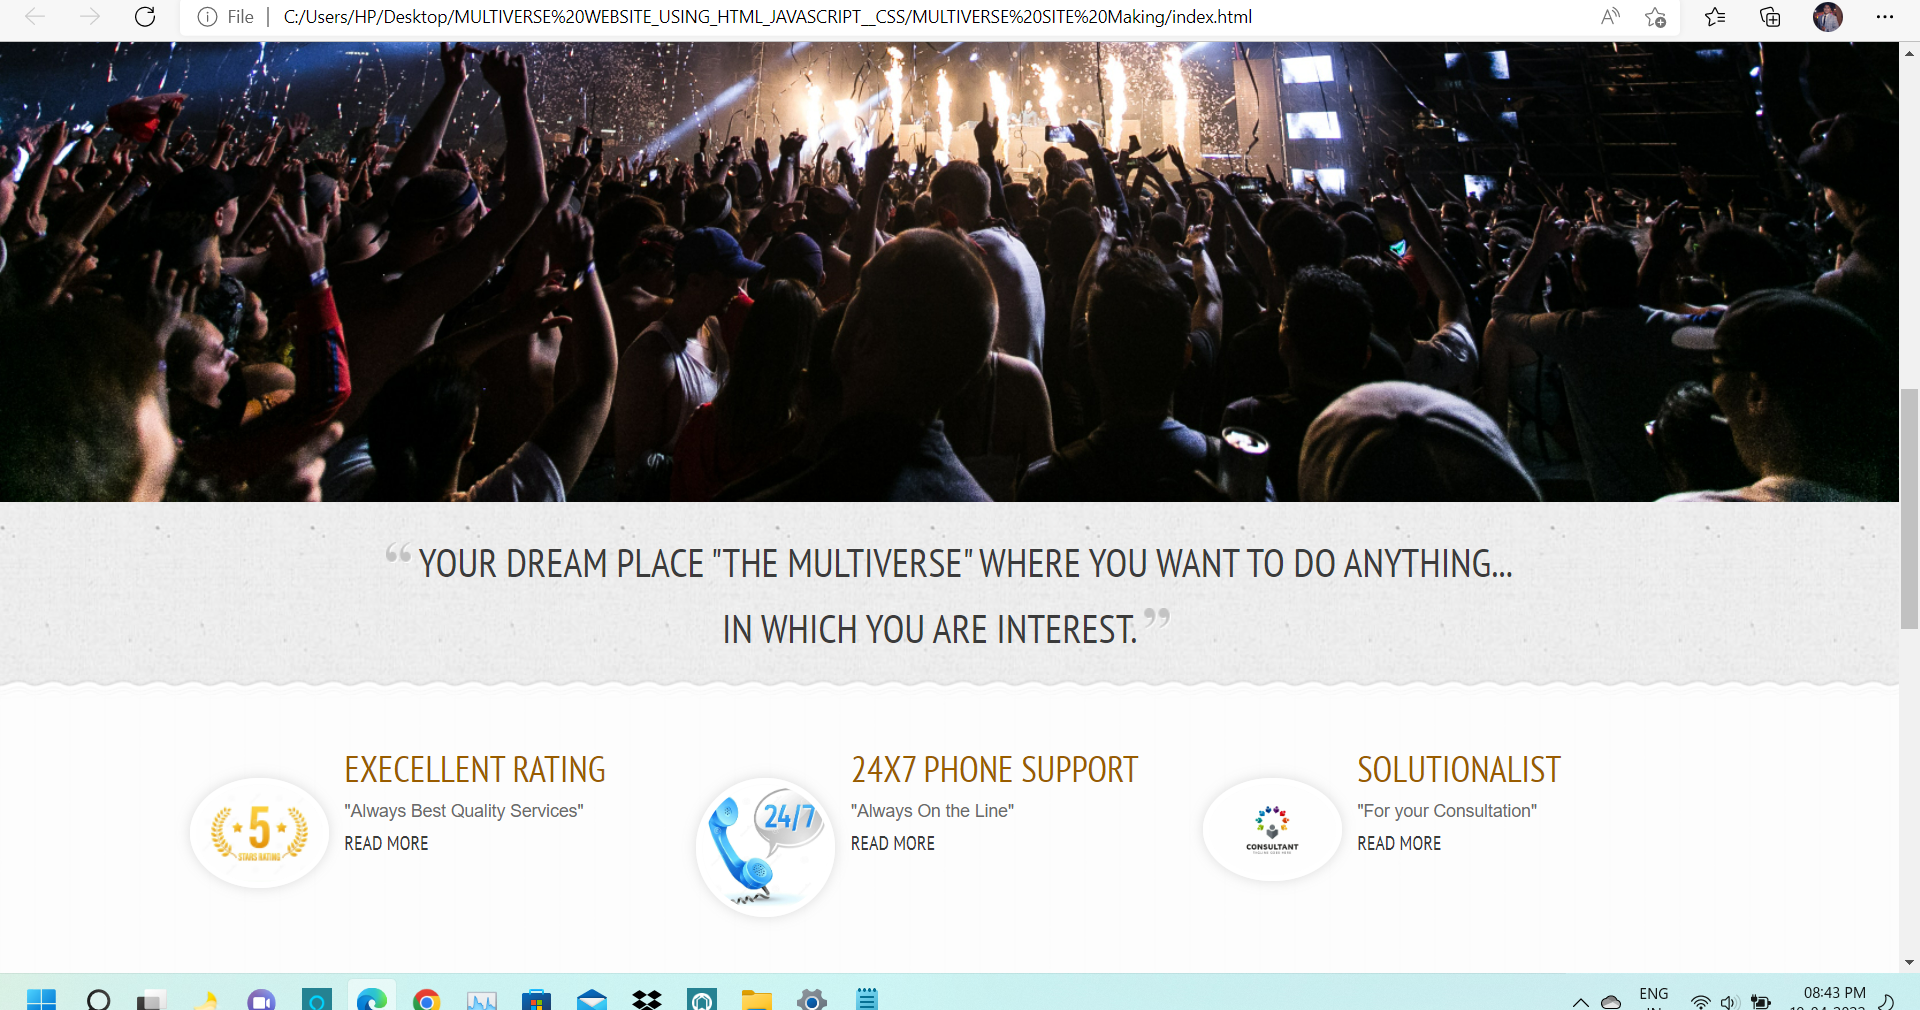 File | C:/Users/HP/Desktop/MULTIVERSE%20WEBSITE_USING_HTML_JAVASCRIPT__CSS/MULTIVERSE%20SITE%20Making/index.html
“ YOUR DREAM PLACE "THE MULTIVERSE" WHERE YOU WANT TO DO ANYTHING...
IN WHICH YOU ARE INTEREST. ”
EXECELLENT RATING
"Always Best Quality Services"
READ MORE
5
STARS RATING
24X7 PHONE SUPPORT
"Always On the Line"
READ MORE
24/7
SOLUTIONALIST
"For your Consultation"
READ MORE
CONSULTANT
ENG
08:43 PM